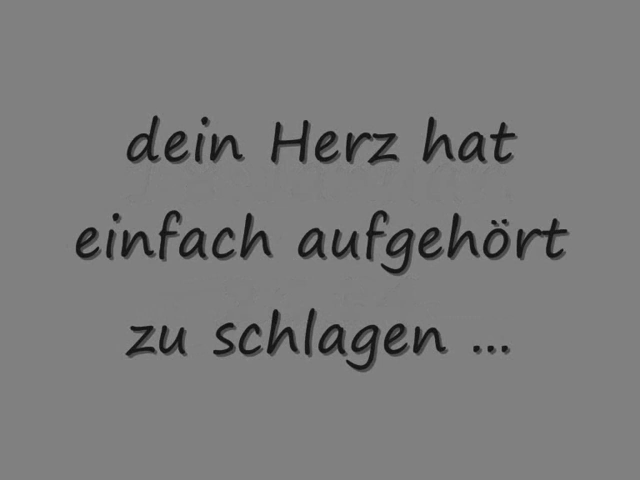 dein Herz hat
einfach aufgehört
zu schlagen ...